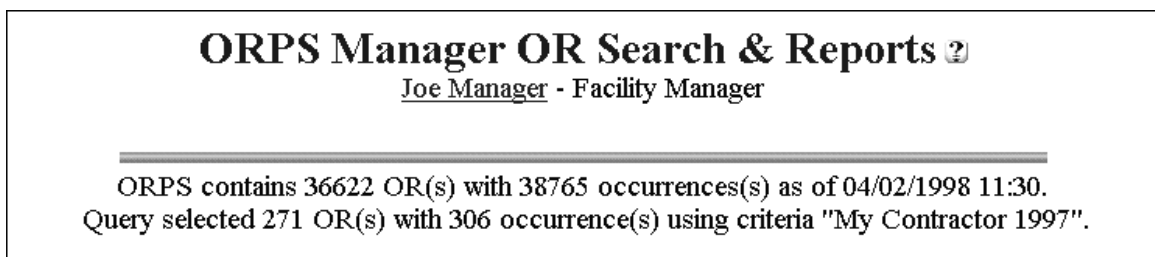 ORPS Manager OR Search & Reports ?
Joe Manager - Facility Manager
ORPS contains 36622 OR(s) with 38765 occurrences(s) as of 04/02/1998 11:30.
Query selected 271 OR(s) with 306 occurrence(s) using criteria "My Contractor 1997".